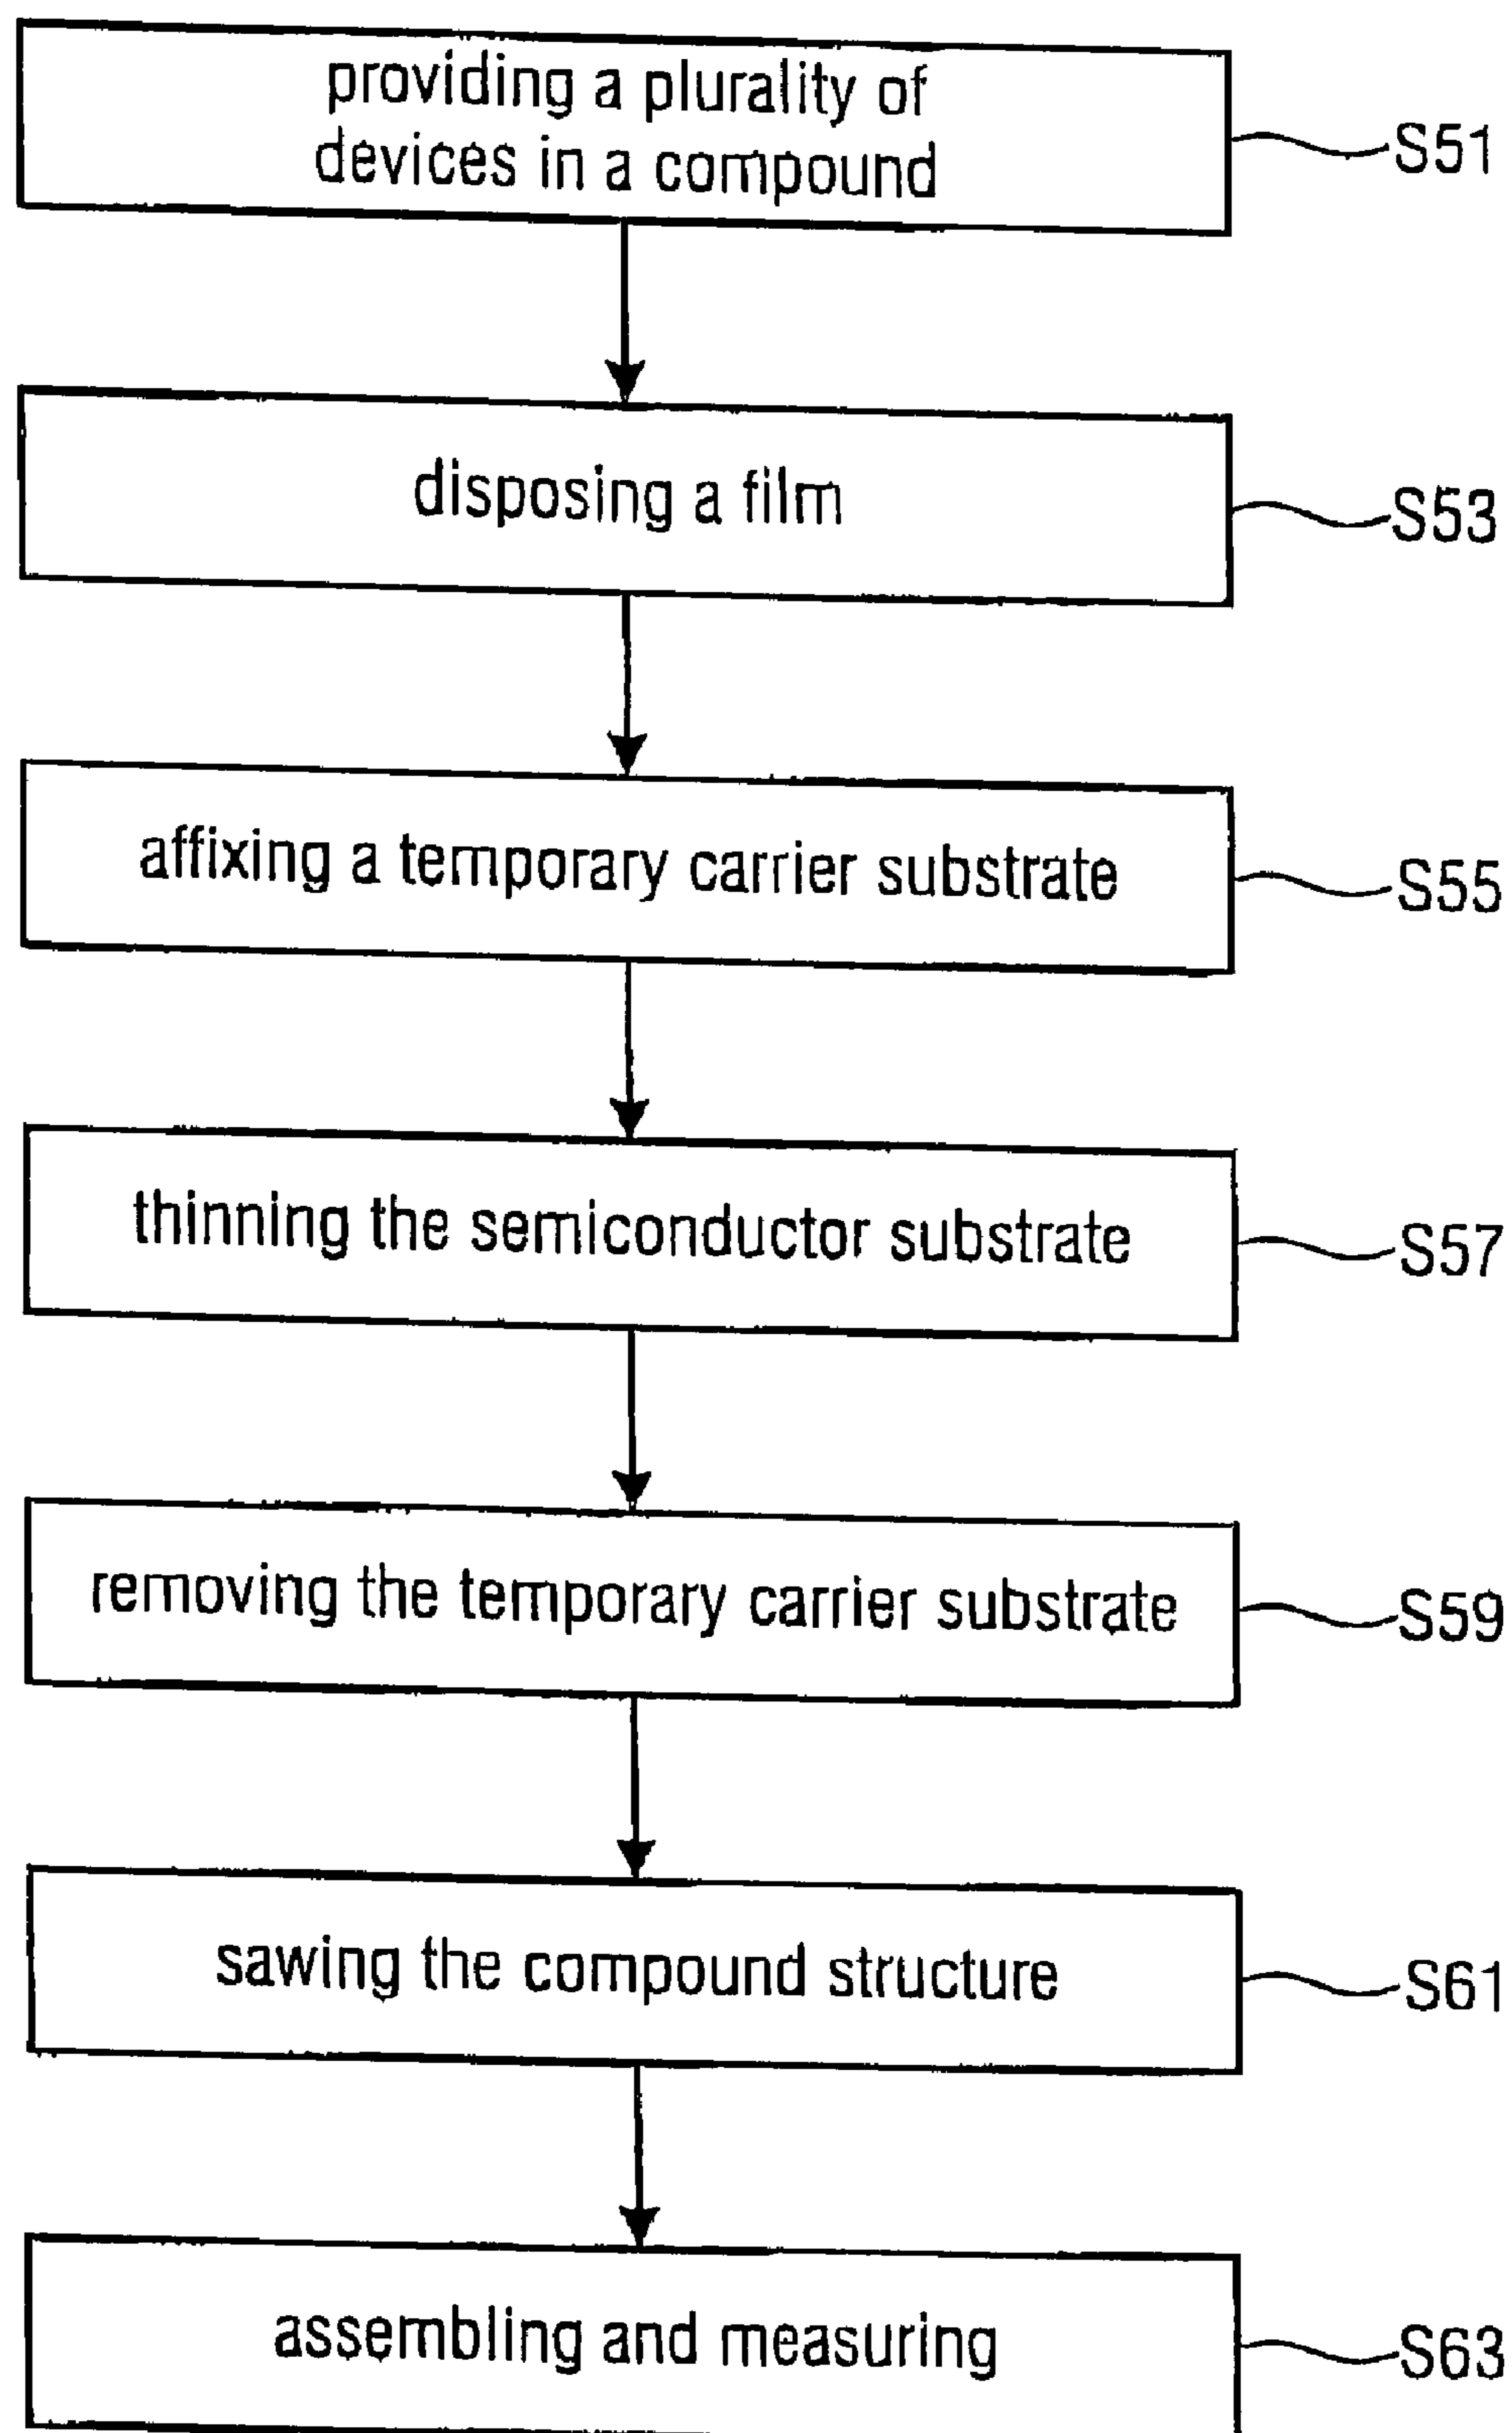 providing a plurality of
devices in a compound
S51
disposing a film
S53
affixing a temporary carrier substrate
S55
thinning the semiconductor substrate
S57
removing the temporary carrier substrate
S59
sawing the compound structure
S61
assembling and measuring
S63